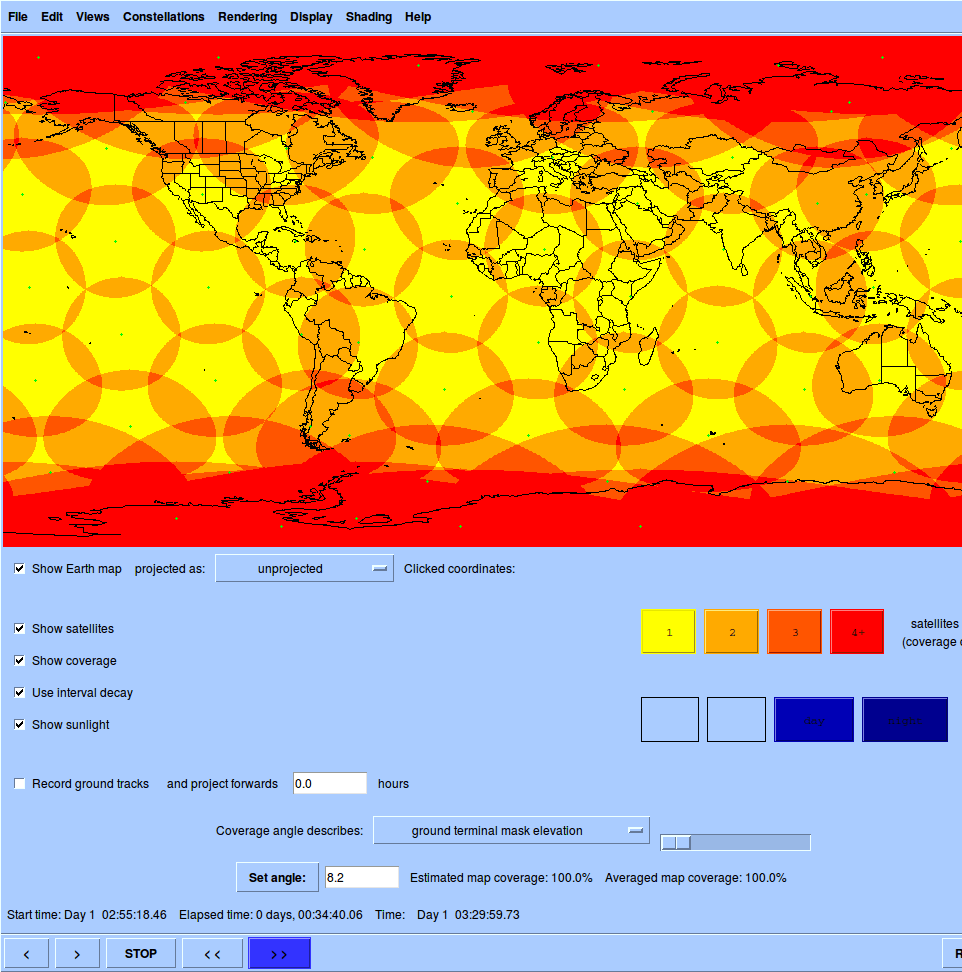 File Edit Views Constellations Rendering Display Shading Help
Show Earth map projected as: unprojected Clicked coordinates:
Show satellites
1 2 3 4+ satellites
(coverage
Show coverage
Use interval decay
Show sunlight
Record ground tracks and project forwards 0.0 hours
Coverage angle describes: ground terminal mask elevation
Set angle: 8.2 Estimated map coverage: 100.0% Averaged map coverage: 100.0%
Start time: Day 1 02:55:18.46 Elapsed time: 0 days, 00:34:40.06 Time: Day 1 03:29:59.73
< > STOP << >> R